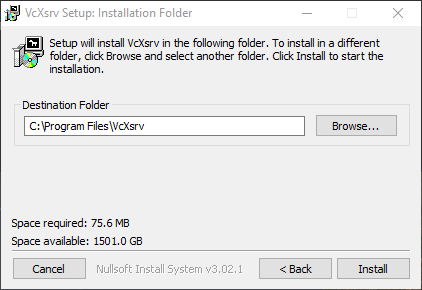 VcXsrv Setup: Installation Folder
Setup will install VcXsrv in the following folder. To install in a different
folder, click Browse and select another folder. Click Install to start the
installation.
Destination Folder
C:\Program Files\VcXsrv
Browse...
Space required: 75.6 MB
Space available: 1501.0 GB
Cancel
Nullsoft Install System v3.02.1
< Back
Install